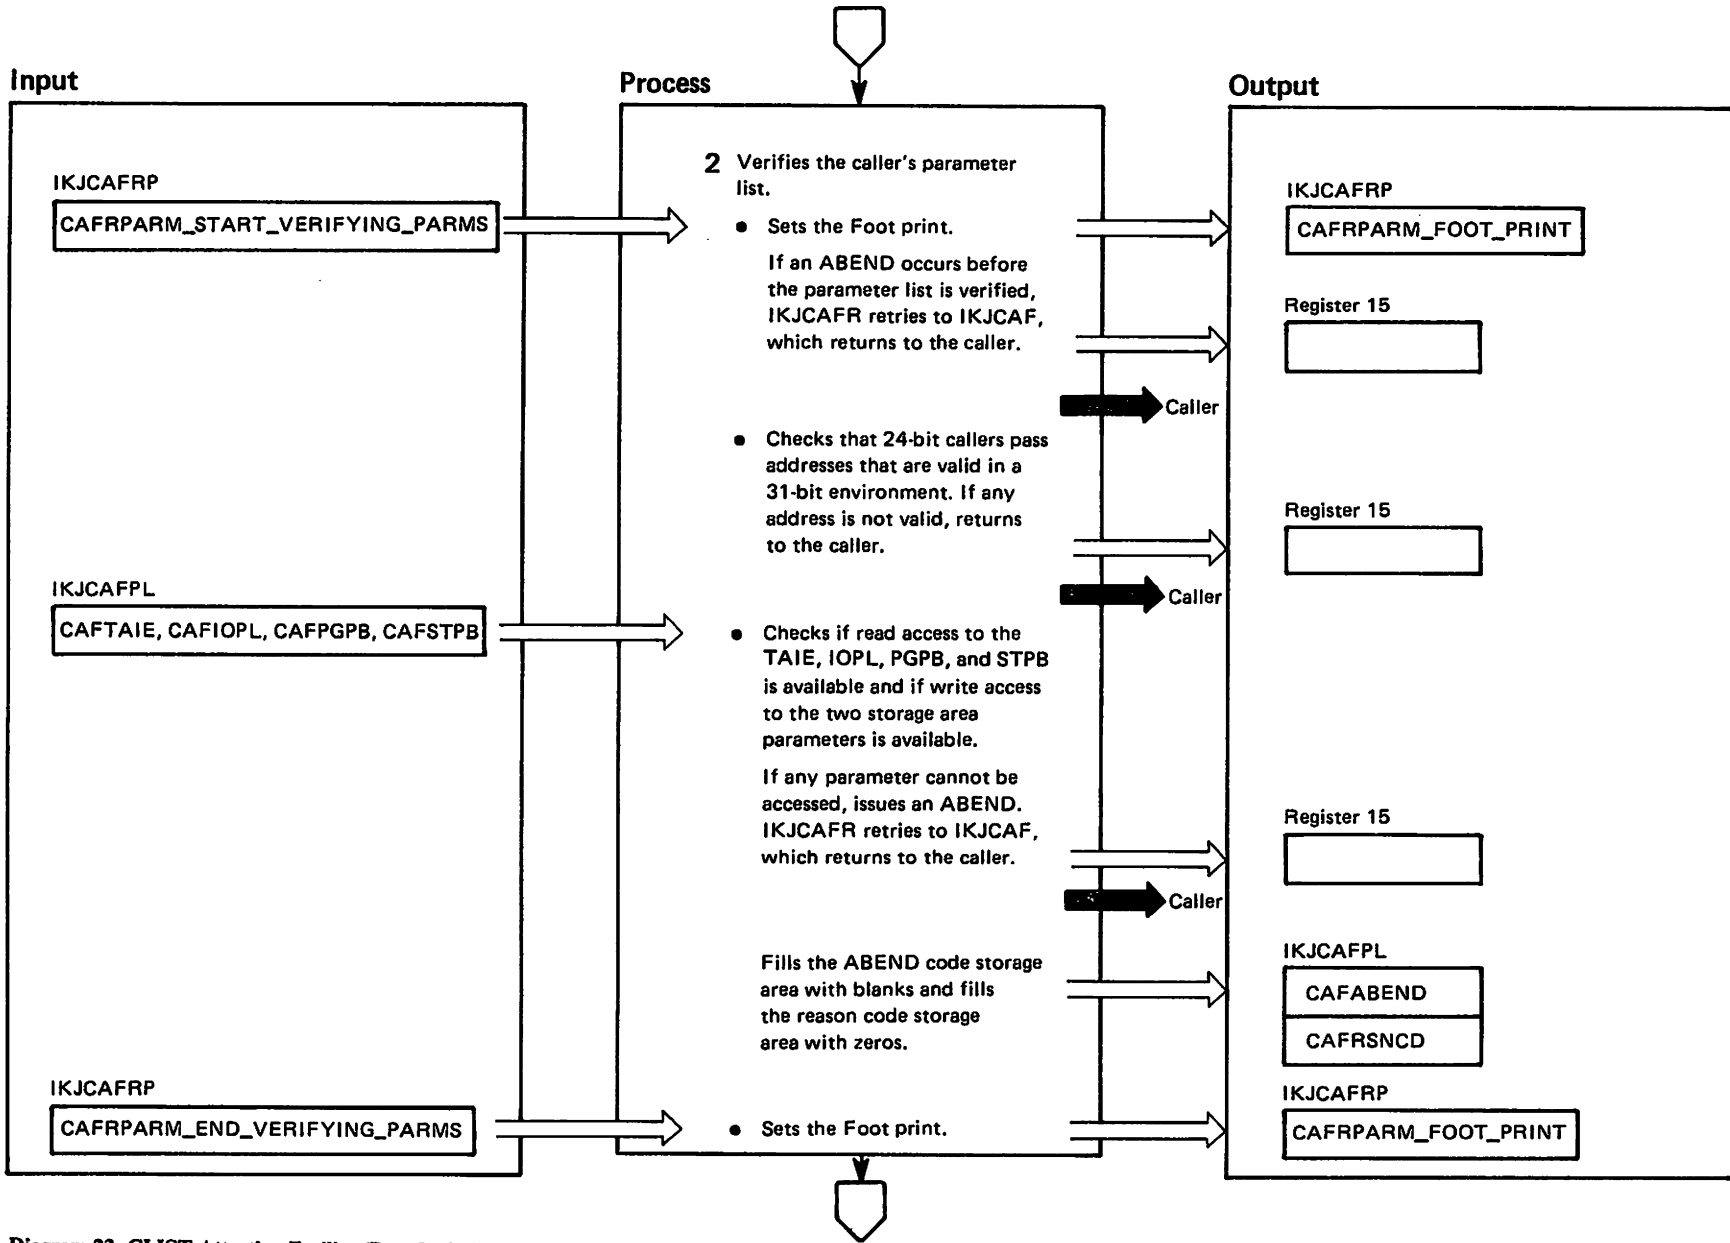 Input
Process
Output
IKJCAFRP
CAFRPARM_START_VERIFYING_PARMS
IKJCAFPL
CAFTAIE, CAFIOPL, CAFPGPB, CAFSTPB
IKJCAFRP
CAFRPARM_END_VERIFYING_PARMS
2 Verifies the caller's parameter
list.
• Sets the Foot print.
If an ABEND occurs before
the parameter list is verified,
IKJCAFR retries to IKJCAF,
which returns to the caller.
Caller
• Checks that 24-bit callers pass
addresses that are valid in a
31-bit environment. If any
address is not valid, returns
to the caller.
Caller
• Checks if read access to the
TAIE, IOPL, PGPB, and STPB
is available and if write access
to the two storage area
parameters is available.
If any parameter cannot be
accessed, issues an ABEND.
IKJCAFR retries to IKJCAF,
which returns to the caller.
Caller
Fills the ABEND code storage
area with blanks and fills
the reason code storage
area with zeros.
• Sets the Foot print.
IKJCAFRP
CAFRPARM_FOOT_PRINT
Register 15
Register 15
Register 15
IKJCAFPL
CAFABEND
CAFRSNCD
IKJCAFRP
CAFRPARM_FOOT_PRINT